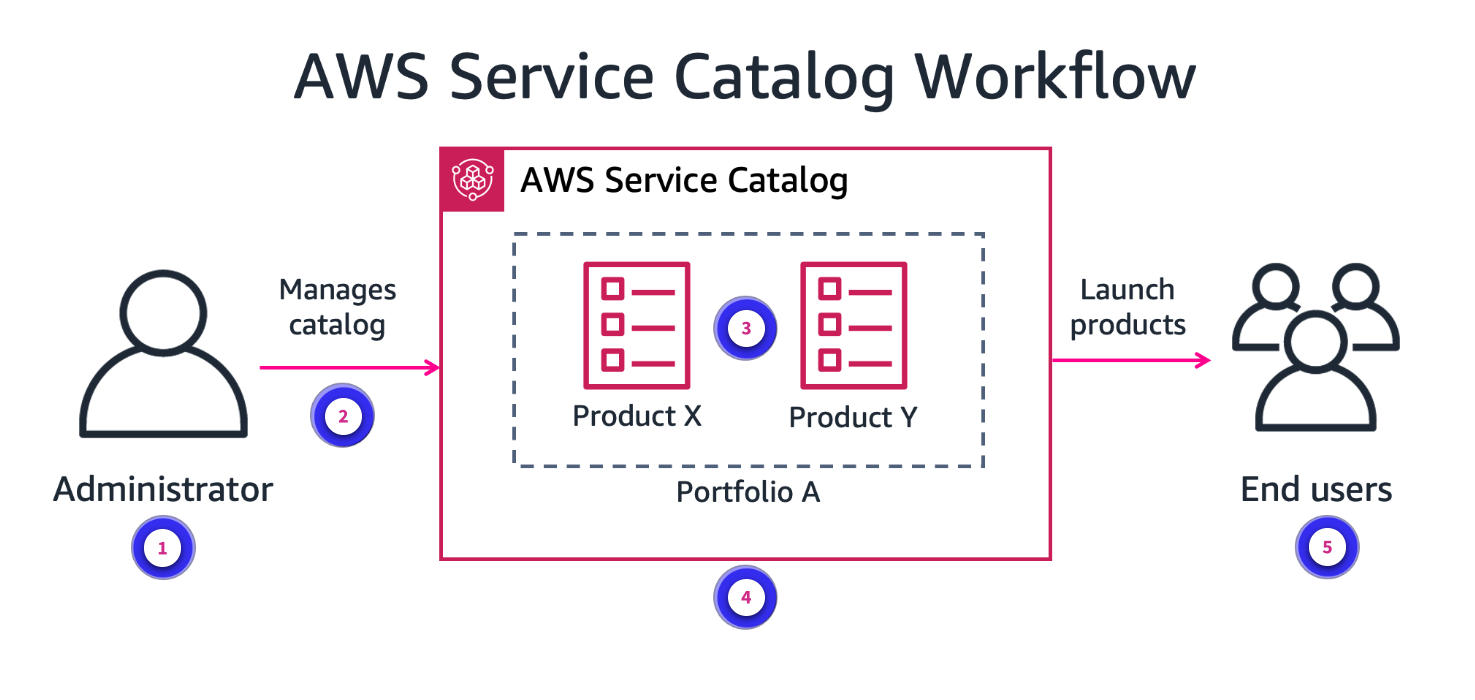 AWS Service Catalog Workflow
AWS Service Catalog
Manages
catalog
2
Administrator
1
Product X
3
Product Y
Portfolio A
4
Launch
products
End users
5